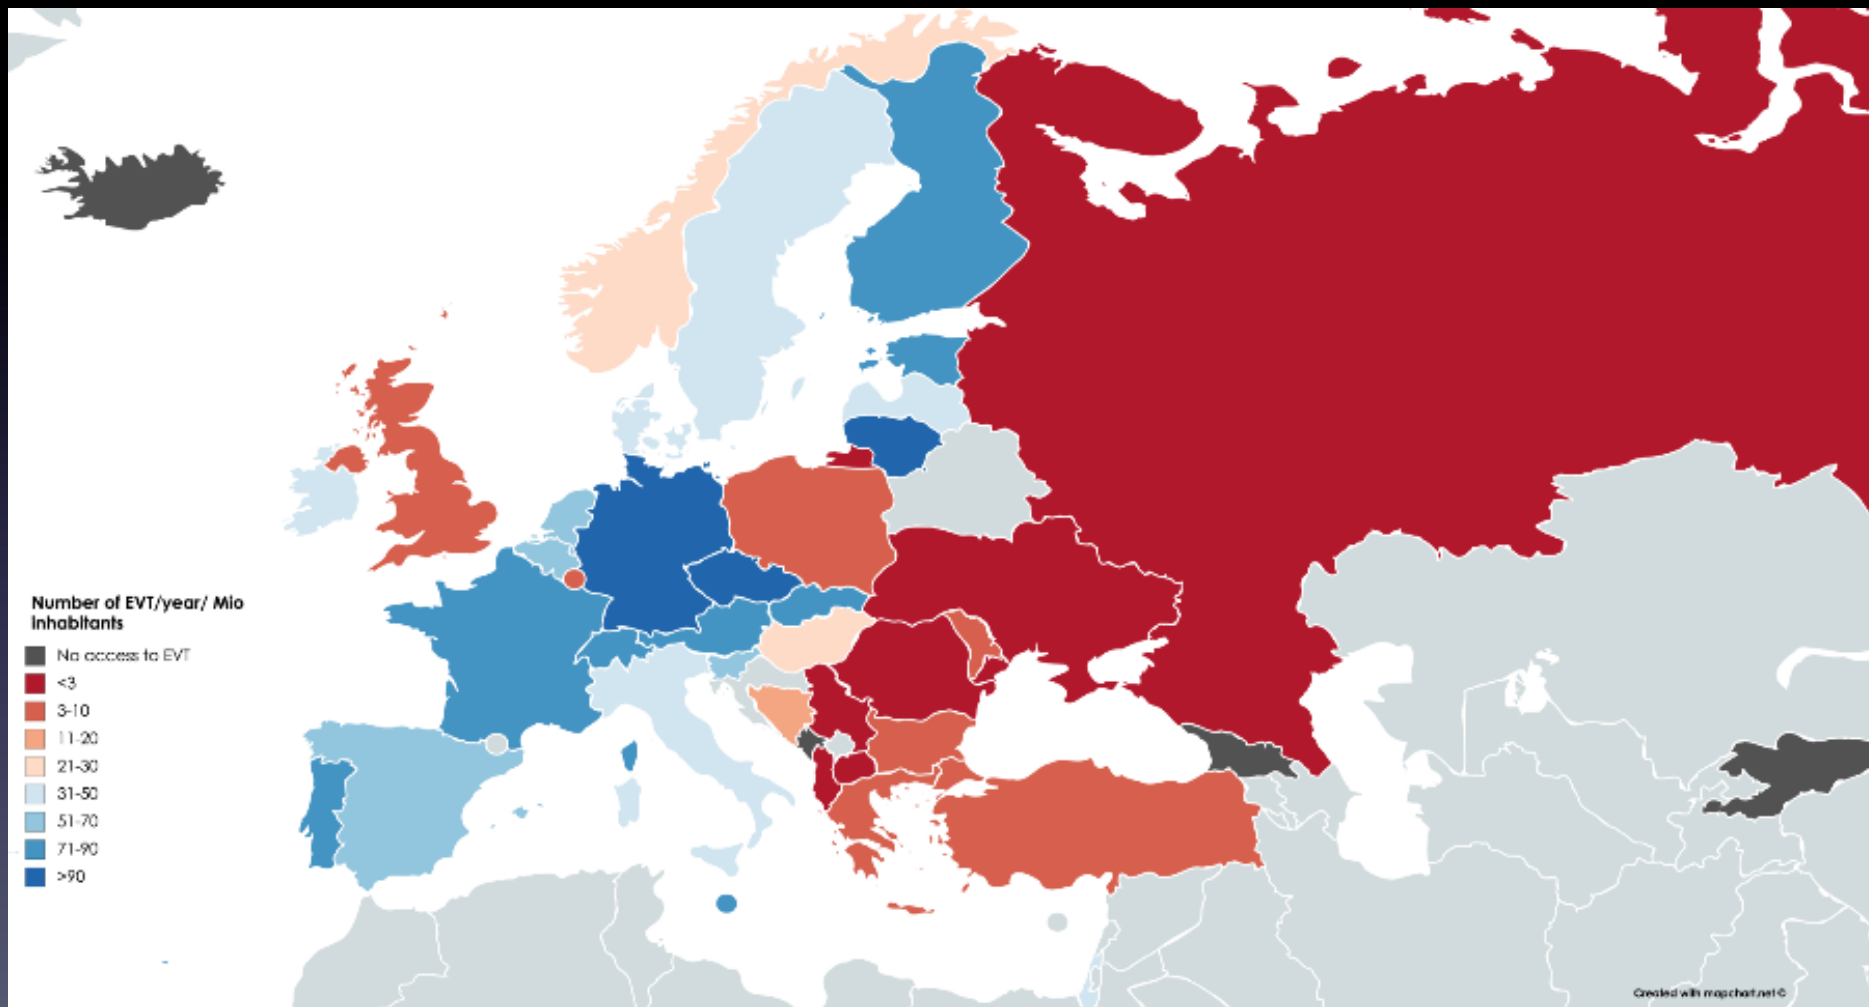 Number of EVT/year/ Mio
inhabitants
No access to EVT
<3
3-10
11-20
21-30
31-50
51-70
71-90
>90
Created with mapchart.net ©